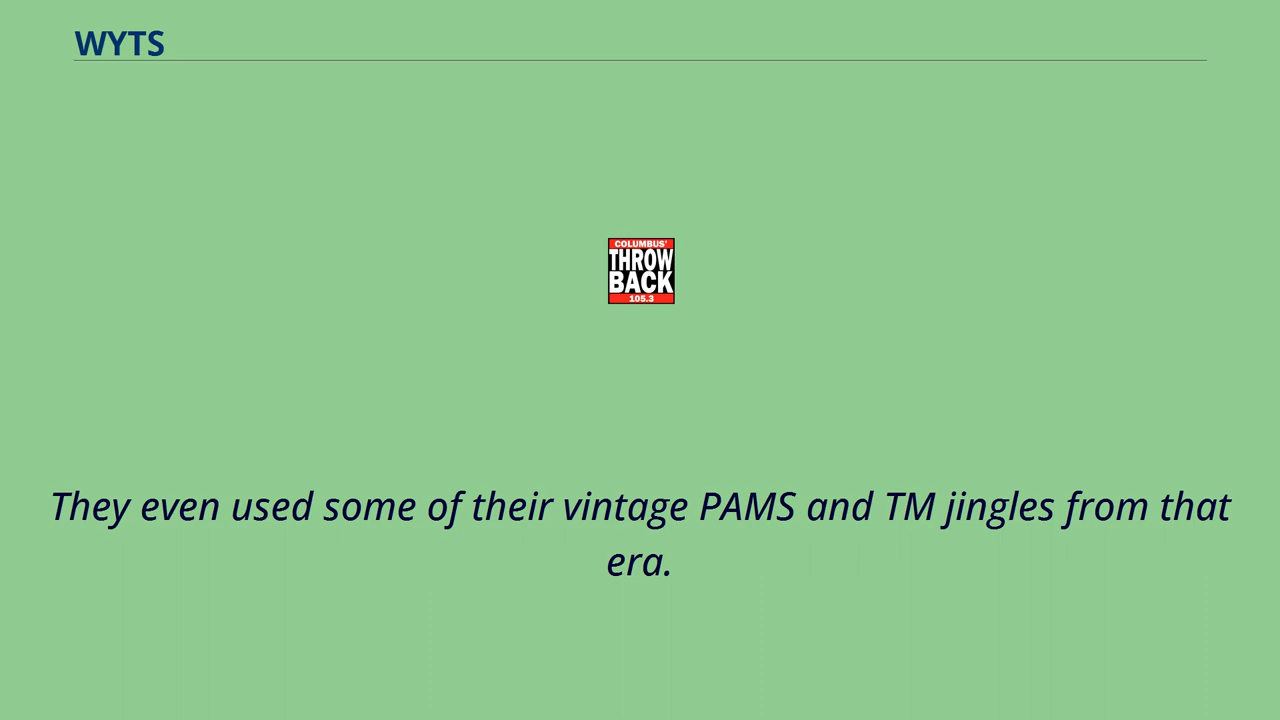 WYTS
COLUMBUS'
THROW
BACK
105.3
They even used some of their vintage PAMS and TM jingles from that
era.